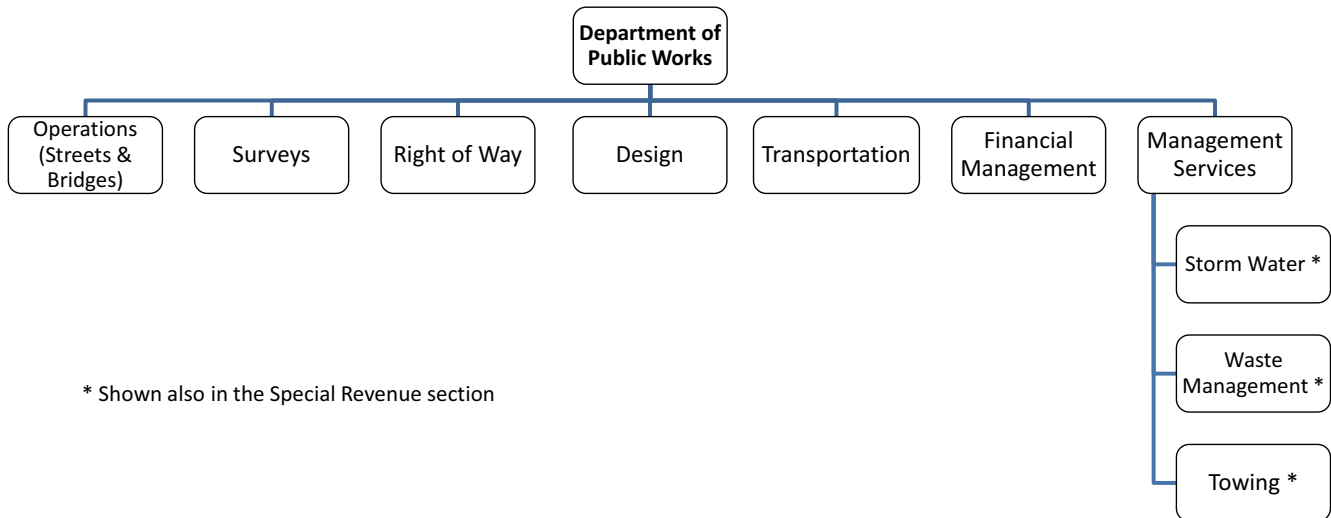 Department of
Public Works
Operations
(Streets &
Bridges)
Surveys
Right of Way
Design
Transportation
Financial
Management
Management
Services
Storm Water *
Waste
Management *
Towing *
* Shown also in the Special Revenue section